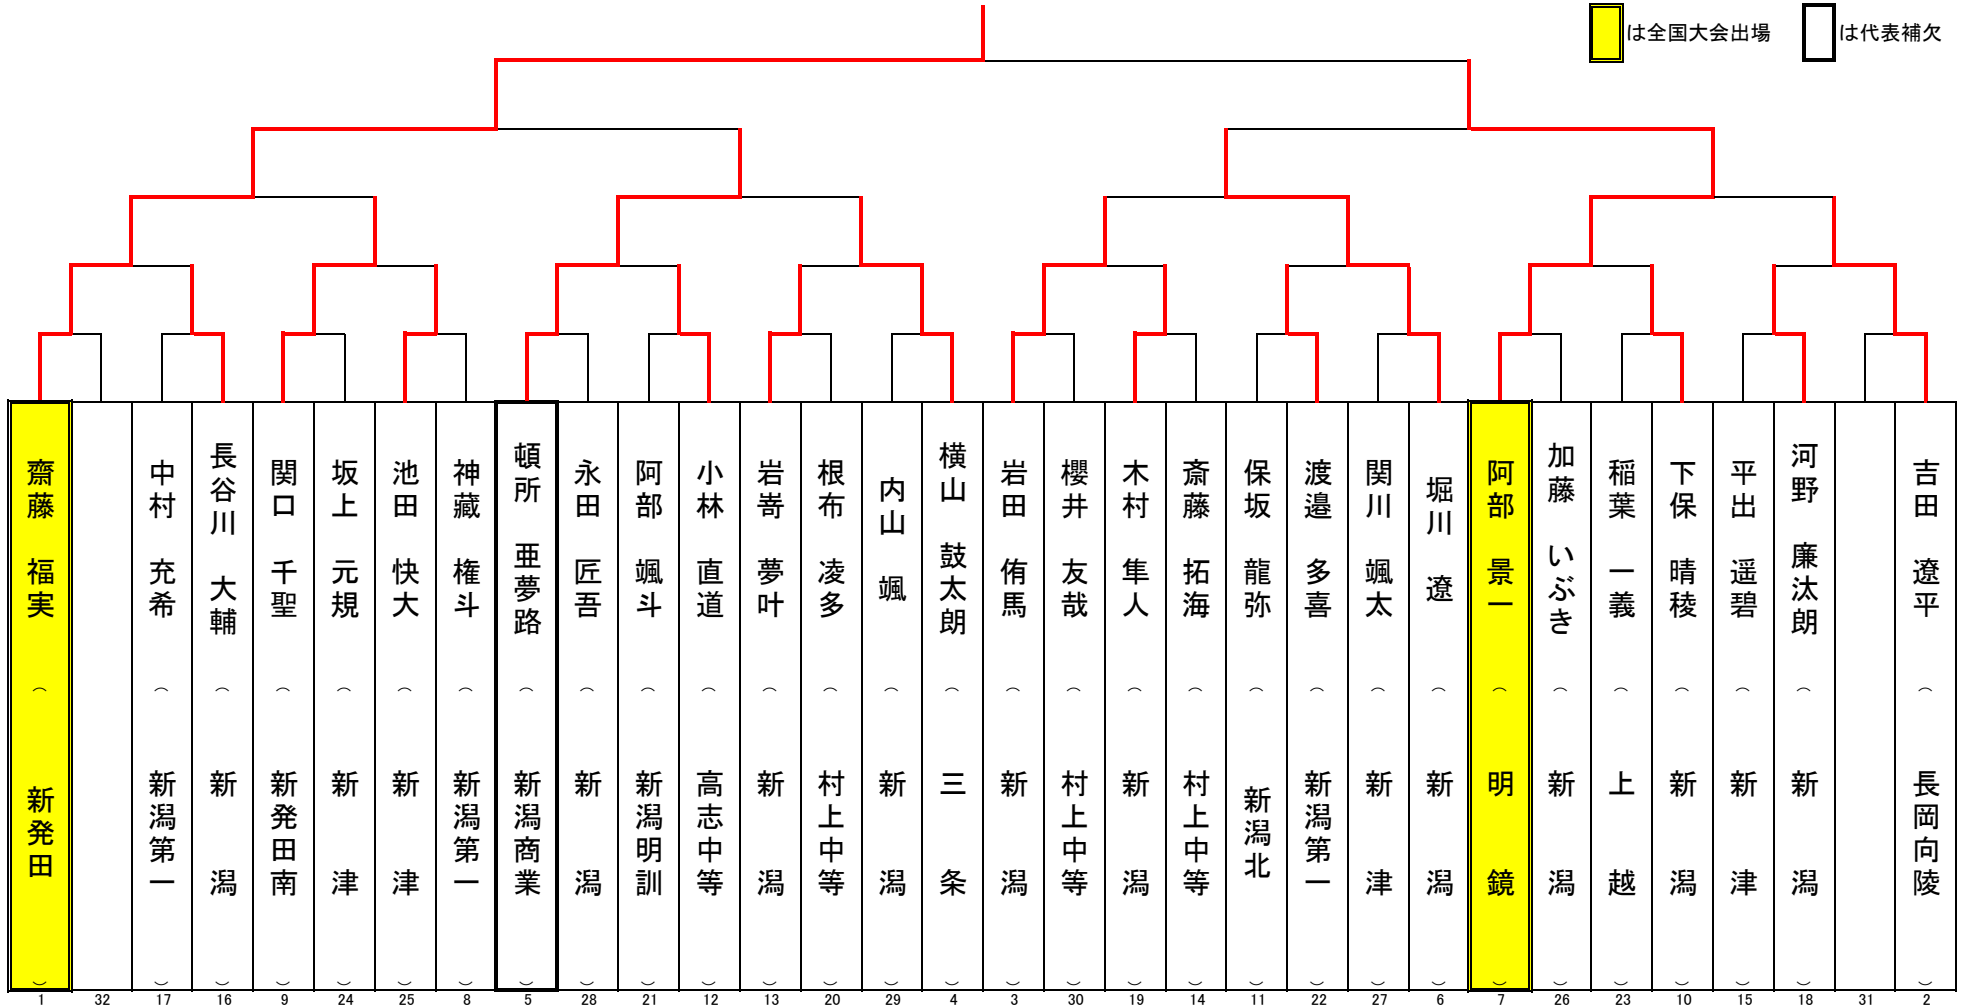 は全国大会出場
は代表補欠
齋藤 福実 （新発田） 1
32
中村 充希 （新潟第一） 17
長谷川 大輔 （新潟） 16
関口 千聖 （新発田南） 9
坂上 元規 （新津） 24
池田 快大 （新津） 25
神藏 権斗 （新潟第一） 8
頓所 亜夢路 （新潟商業） 5
永田 匠吾 （新潟） 28
阿部 颯斗 （新潟明訓） 21
小林 直道 （高志中等） 12
岩嵜 夢叶 （新潟） 13
根布 凌多 （村上中等） 20
内山 颯 （新潟） 29
横山 鼓太朗 （三条） 4
岩田 侑馬 （新潟） 3
櫻井 友哉 （村上中等） 30
木村 隼人 （新潟） 19
斎藤 拓海 （村上中等） 14
保坂 龍弥 （新潟北） 11
渡邉 多喜 （新潟第一） 22
関川 颯太 （新津） 27
堀川 遼 （新潟） 6
阿部 景一 （明鏡） 7
加藤 いぶき （新潟） 26
稲葉 一義 （上越） 23
下保 晴稜 （新潟） 10
平出 遥碧 （新津） 15
河野 廉汰朗 （新潟） 18
31
吉田 遼平 （長岡向陵） 2